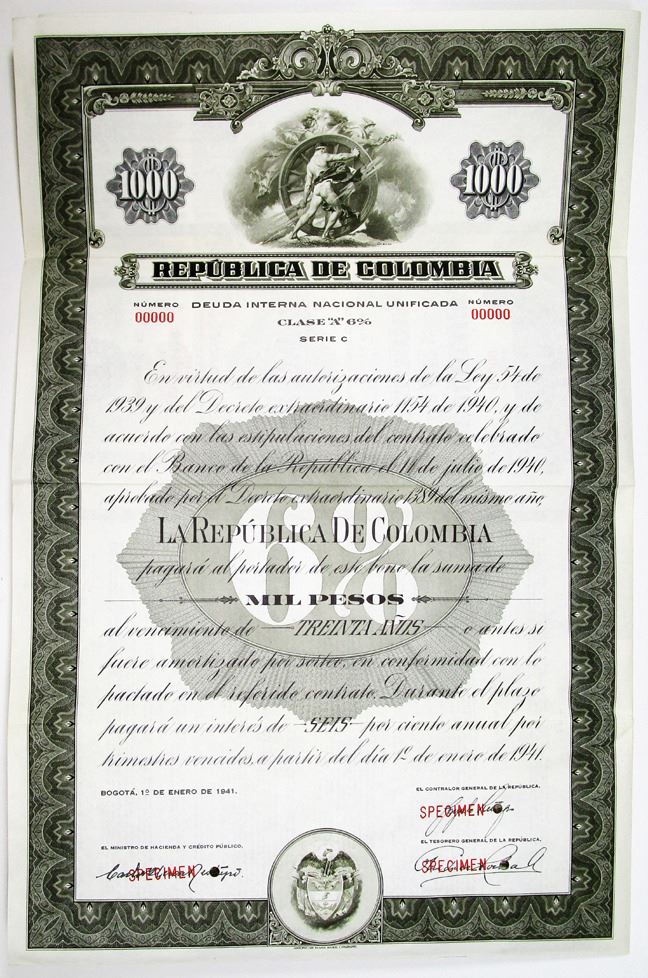 1000 1000
REPÚBLICA DE COLOMBIA
NÚMERO DEUDA INTERNA NACIONAL UNIFICADA NÚMERO
00000 CLASE "A" 6% 00000
SERIE C
En virtud de las autorizaciones de la Ley 54 de
1939 y del Decreto extraordinario 1154 de 1940, y de
acuerdo con las estipulaciones del contrato celebrado
con el Banco de la República el 11 de julio de 1940,
aprobado por el Decreto extraordinario 1389 del mismo año,
LA REPÚBLICA DE COLOMBIA
pagará al portador de este bono la suma de
MIL PESOS
al vencimiento de —TREINTA AÑOS— o antes si
fuere amortizado por sorteo, en conformidad con lo
pactado en el referido contrato. Durante el plazo
pagará un interés de —SEIS— por ciento anual por
trimestres vencidos, a partir del día 1º de enero de 1941.
6%
BOGOTÁ, 1º DE ENERO DE 1941.
EL CONTRALOR GENERAL DE LA REPÚBLICA,
SPECIMEN
EL MINISTRO DE HACIENDA Y CRÉDITO PÚBLICO,
SPECIMEN
EL TESORERO GENERAL DE LA REPÚBLICA,
SPECIMEN